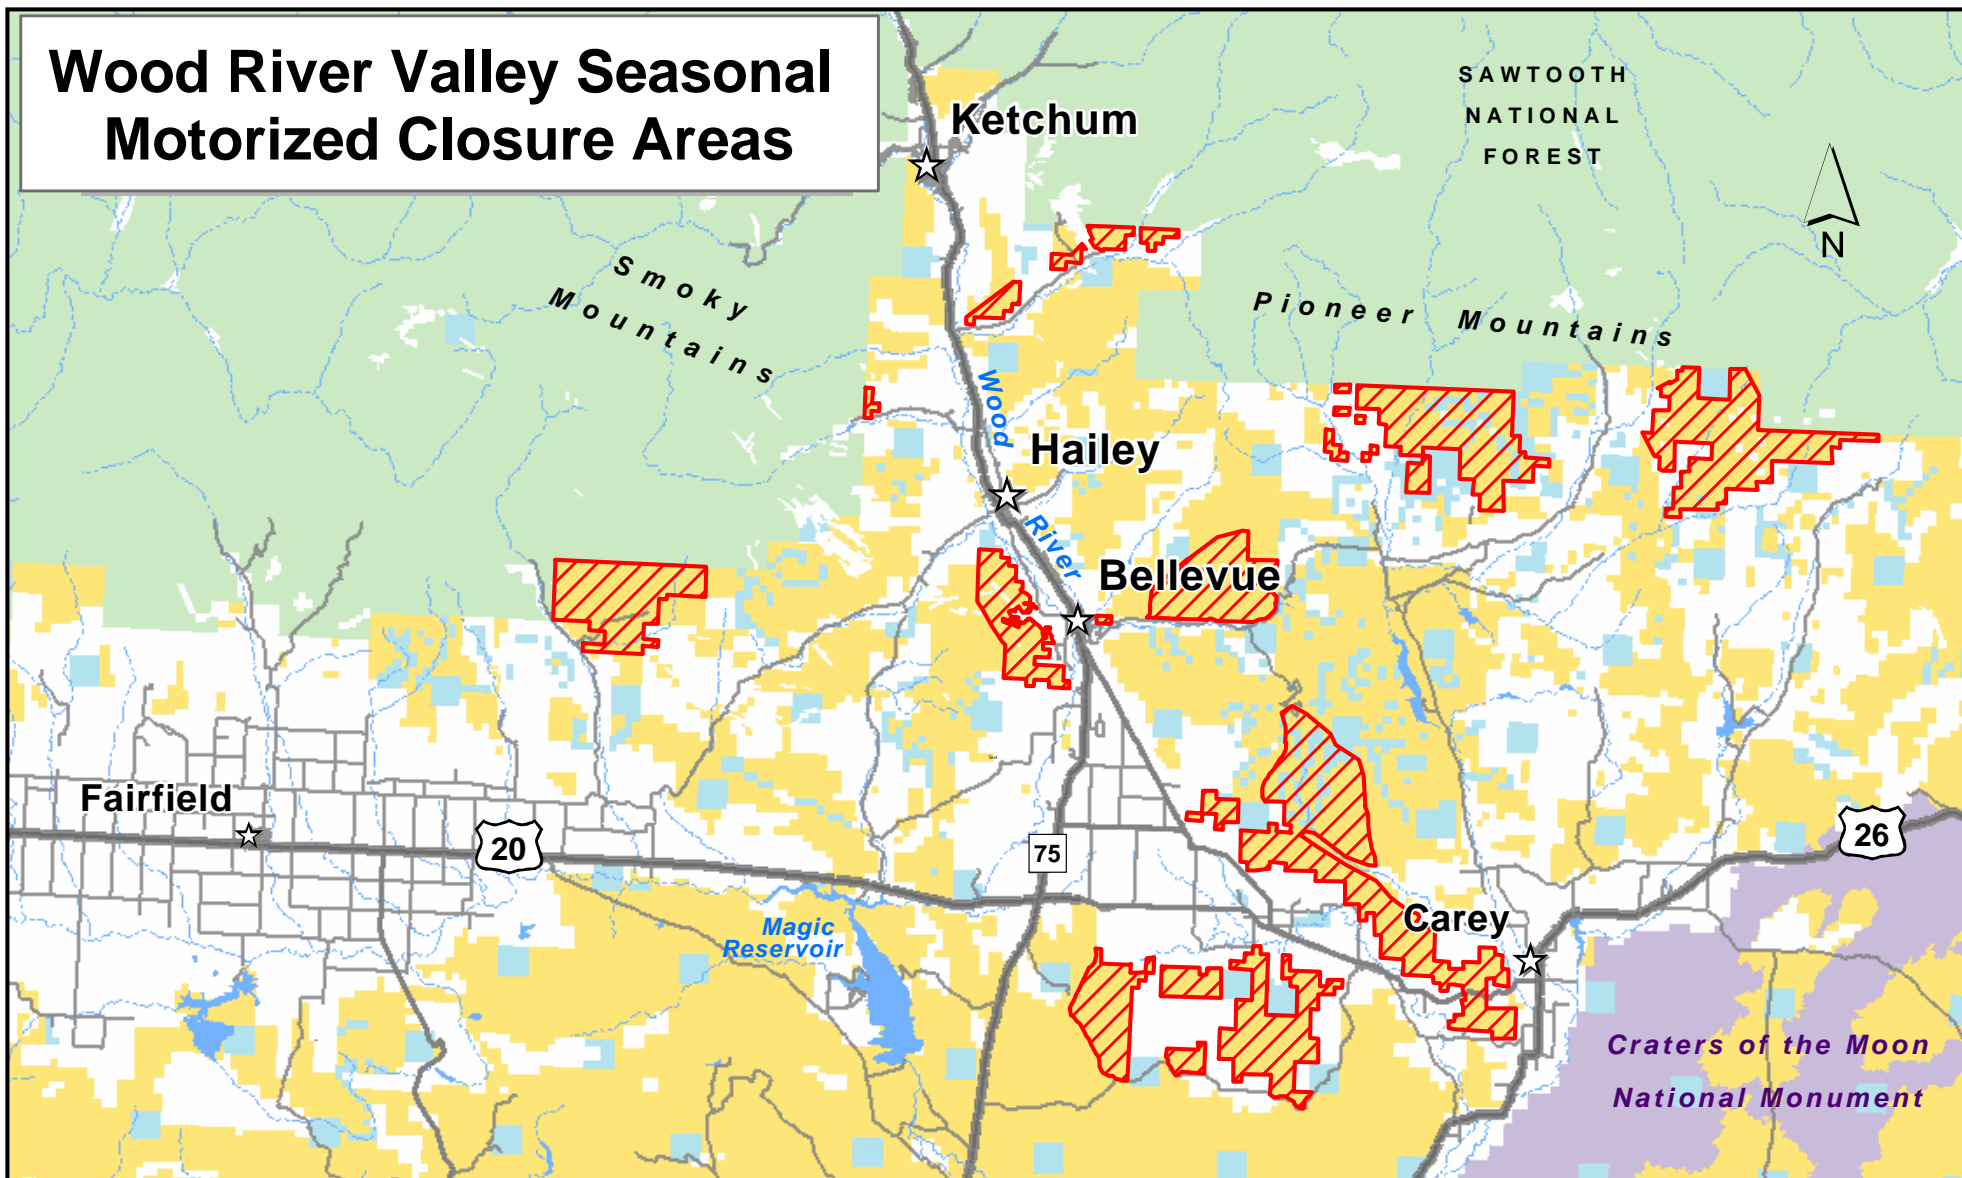 Wood River Valley Seasonal
Motorized Closure Areas
Ketchum
SAWTOOTH
NATIONAL
FOREST
N
Smoky
Mountains
Pioneer Mountains
Wood
River
Hailey
Bellevue
Text
Fairfield
20
75
26
Magic
Reservoir
Carey
Craters of the Moon
National Monument